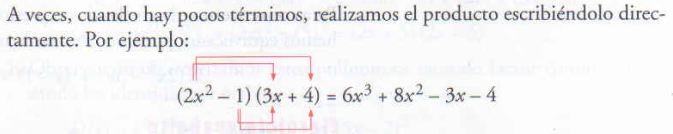 A veces, cuando hay pocos términos, realizamos el producto escribiéndolo direc-
tamente. Por ejemplo:
(2x² – 1) (3x + 4) = 6x³ + 8x² – 3x – 4